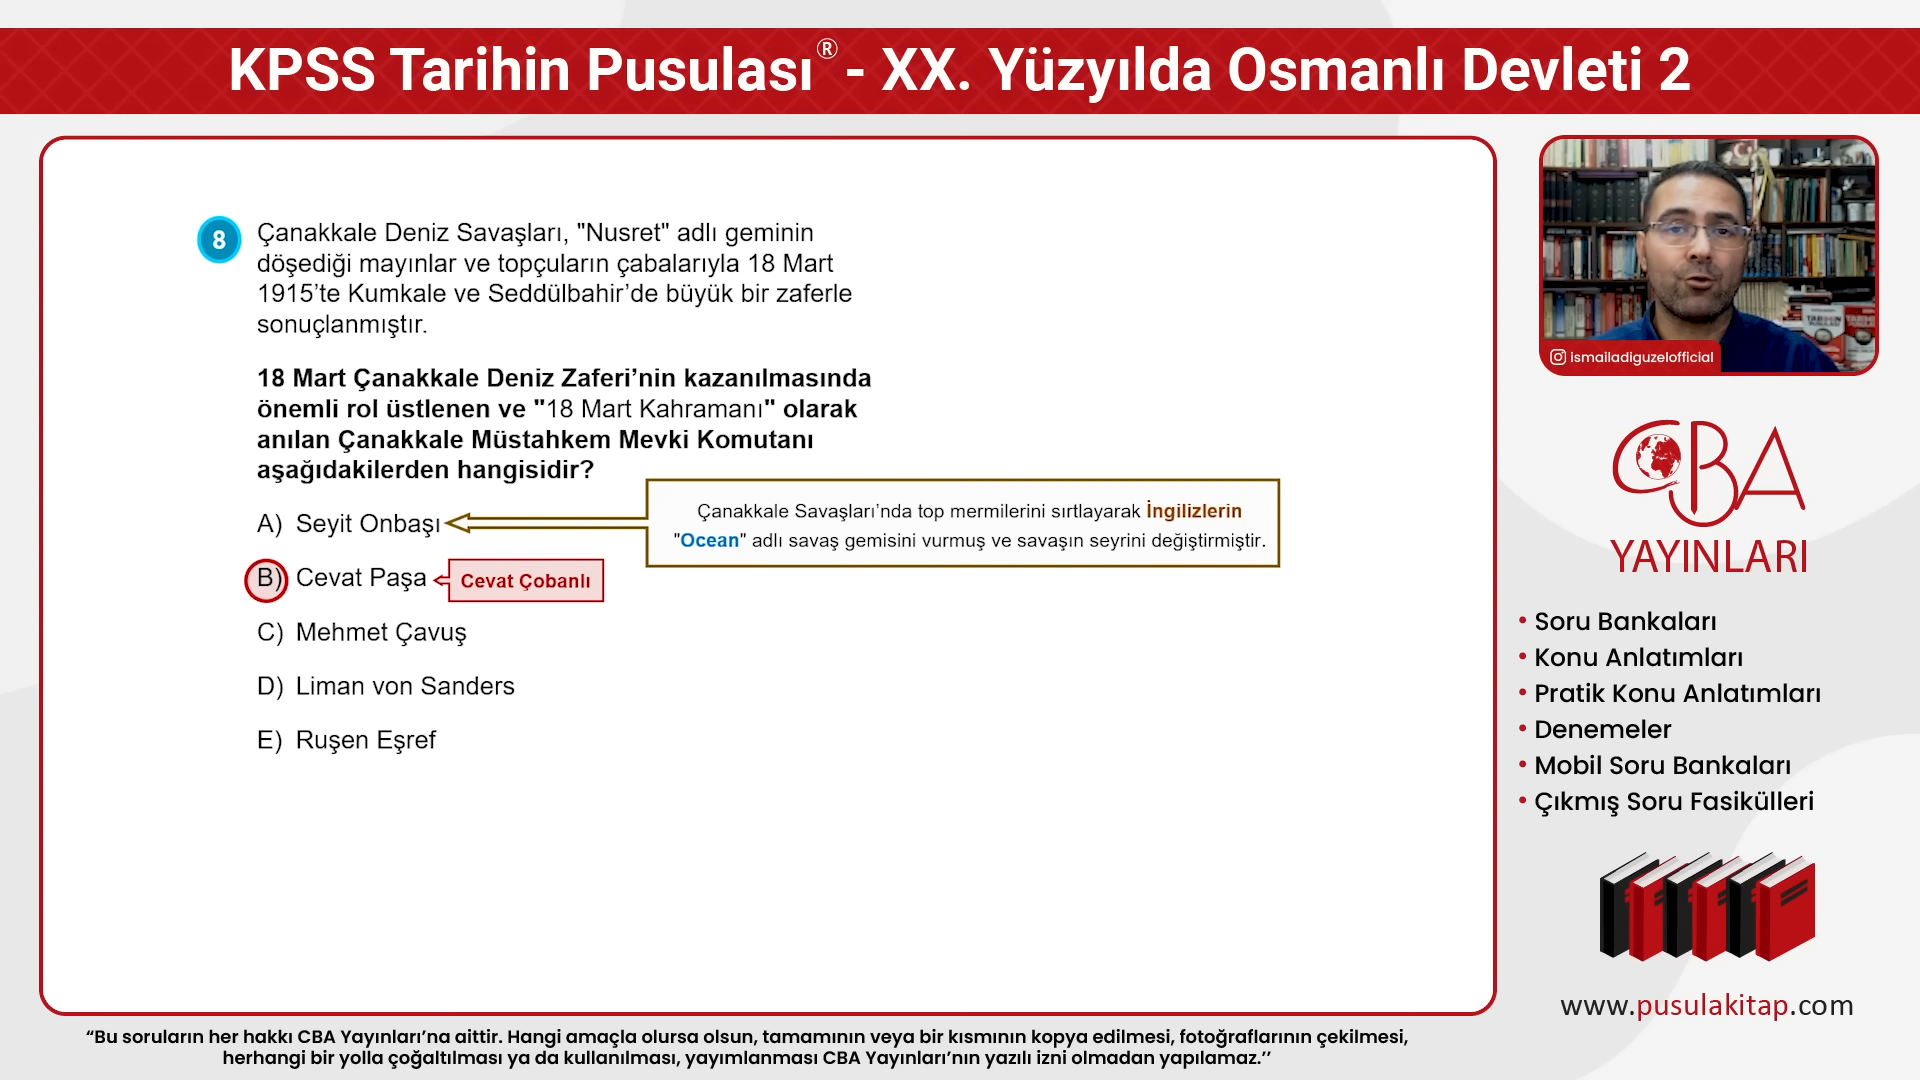 KPSS Tarihin Pusulası® - XX. Yüzyılda Osmanlı Devleti 2
8
Çanakkale Deniz Savaşları, "Nusret" adlı geminin
döşediği mayınlar ve topçuların çabalarıyla 18 Mart
1915’te Kumkale ve Seddülbahir’de büyük bir zaferle
sonuçlanmıştır.
18 Mart Çanakkale Deniz Zaferi’nin kazanılmasında
önemli rol üstlenen ve "18 Mart Kahramanı" olarak
anılan Çanakkale Müstahkem Mevki Komutanı
aşağıdakilerden hangisidir?
A) Seyit Onbaşı
Çanakkale Savaşları’nda top mermilerini sırtlayarak İngilizlerin
"Ocean" adlı savaş gemisini vurmuş ve savaşın seyrini değiştirmiştir.
B) Cevat Paşa
Cevat Çobanlı
C) Mehmet Çavuş
D) Liman von Sanders
E) Ruşen Eşref
“Bu soruların her hakkı CBA Yayınları’na aittir. Hangi amaçla olursa olsun, tamamının veya bir kısmının kopya edilmesi, fotoğraflarının çekilmesi,
herhangi bir yolla çoğaltılması ya da kullanılması, yayımlanması CBA Yayınları’nın yazılı izni olmadan yapılamaz.’’
TARİHİN
PUSULASI
ismailadiguzelofficial
CBA
YAYINLARI
• Soru Bankaları
• Konu Anlatımları
• Pratik Konu Anlatımları
• Denemeler
• Mobil Soru Bankaları
• Çıkmış Soru Fasikülleri
www.pusulakitap.com